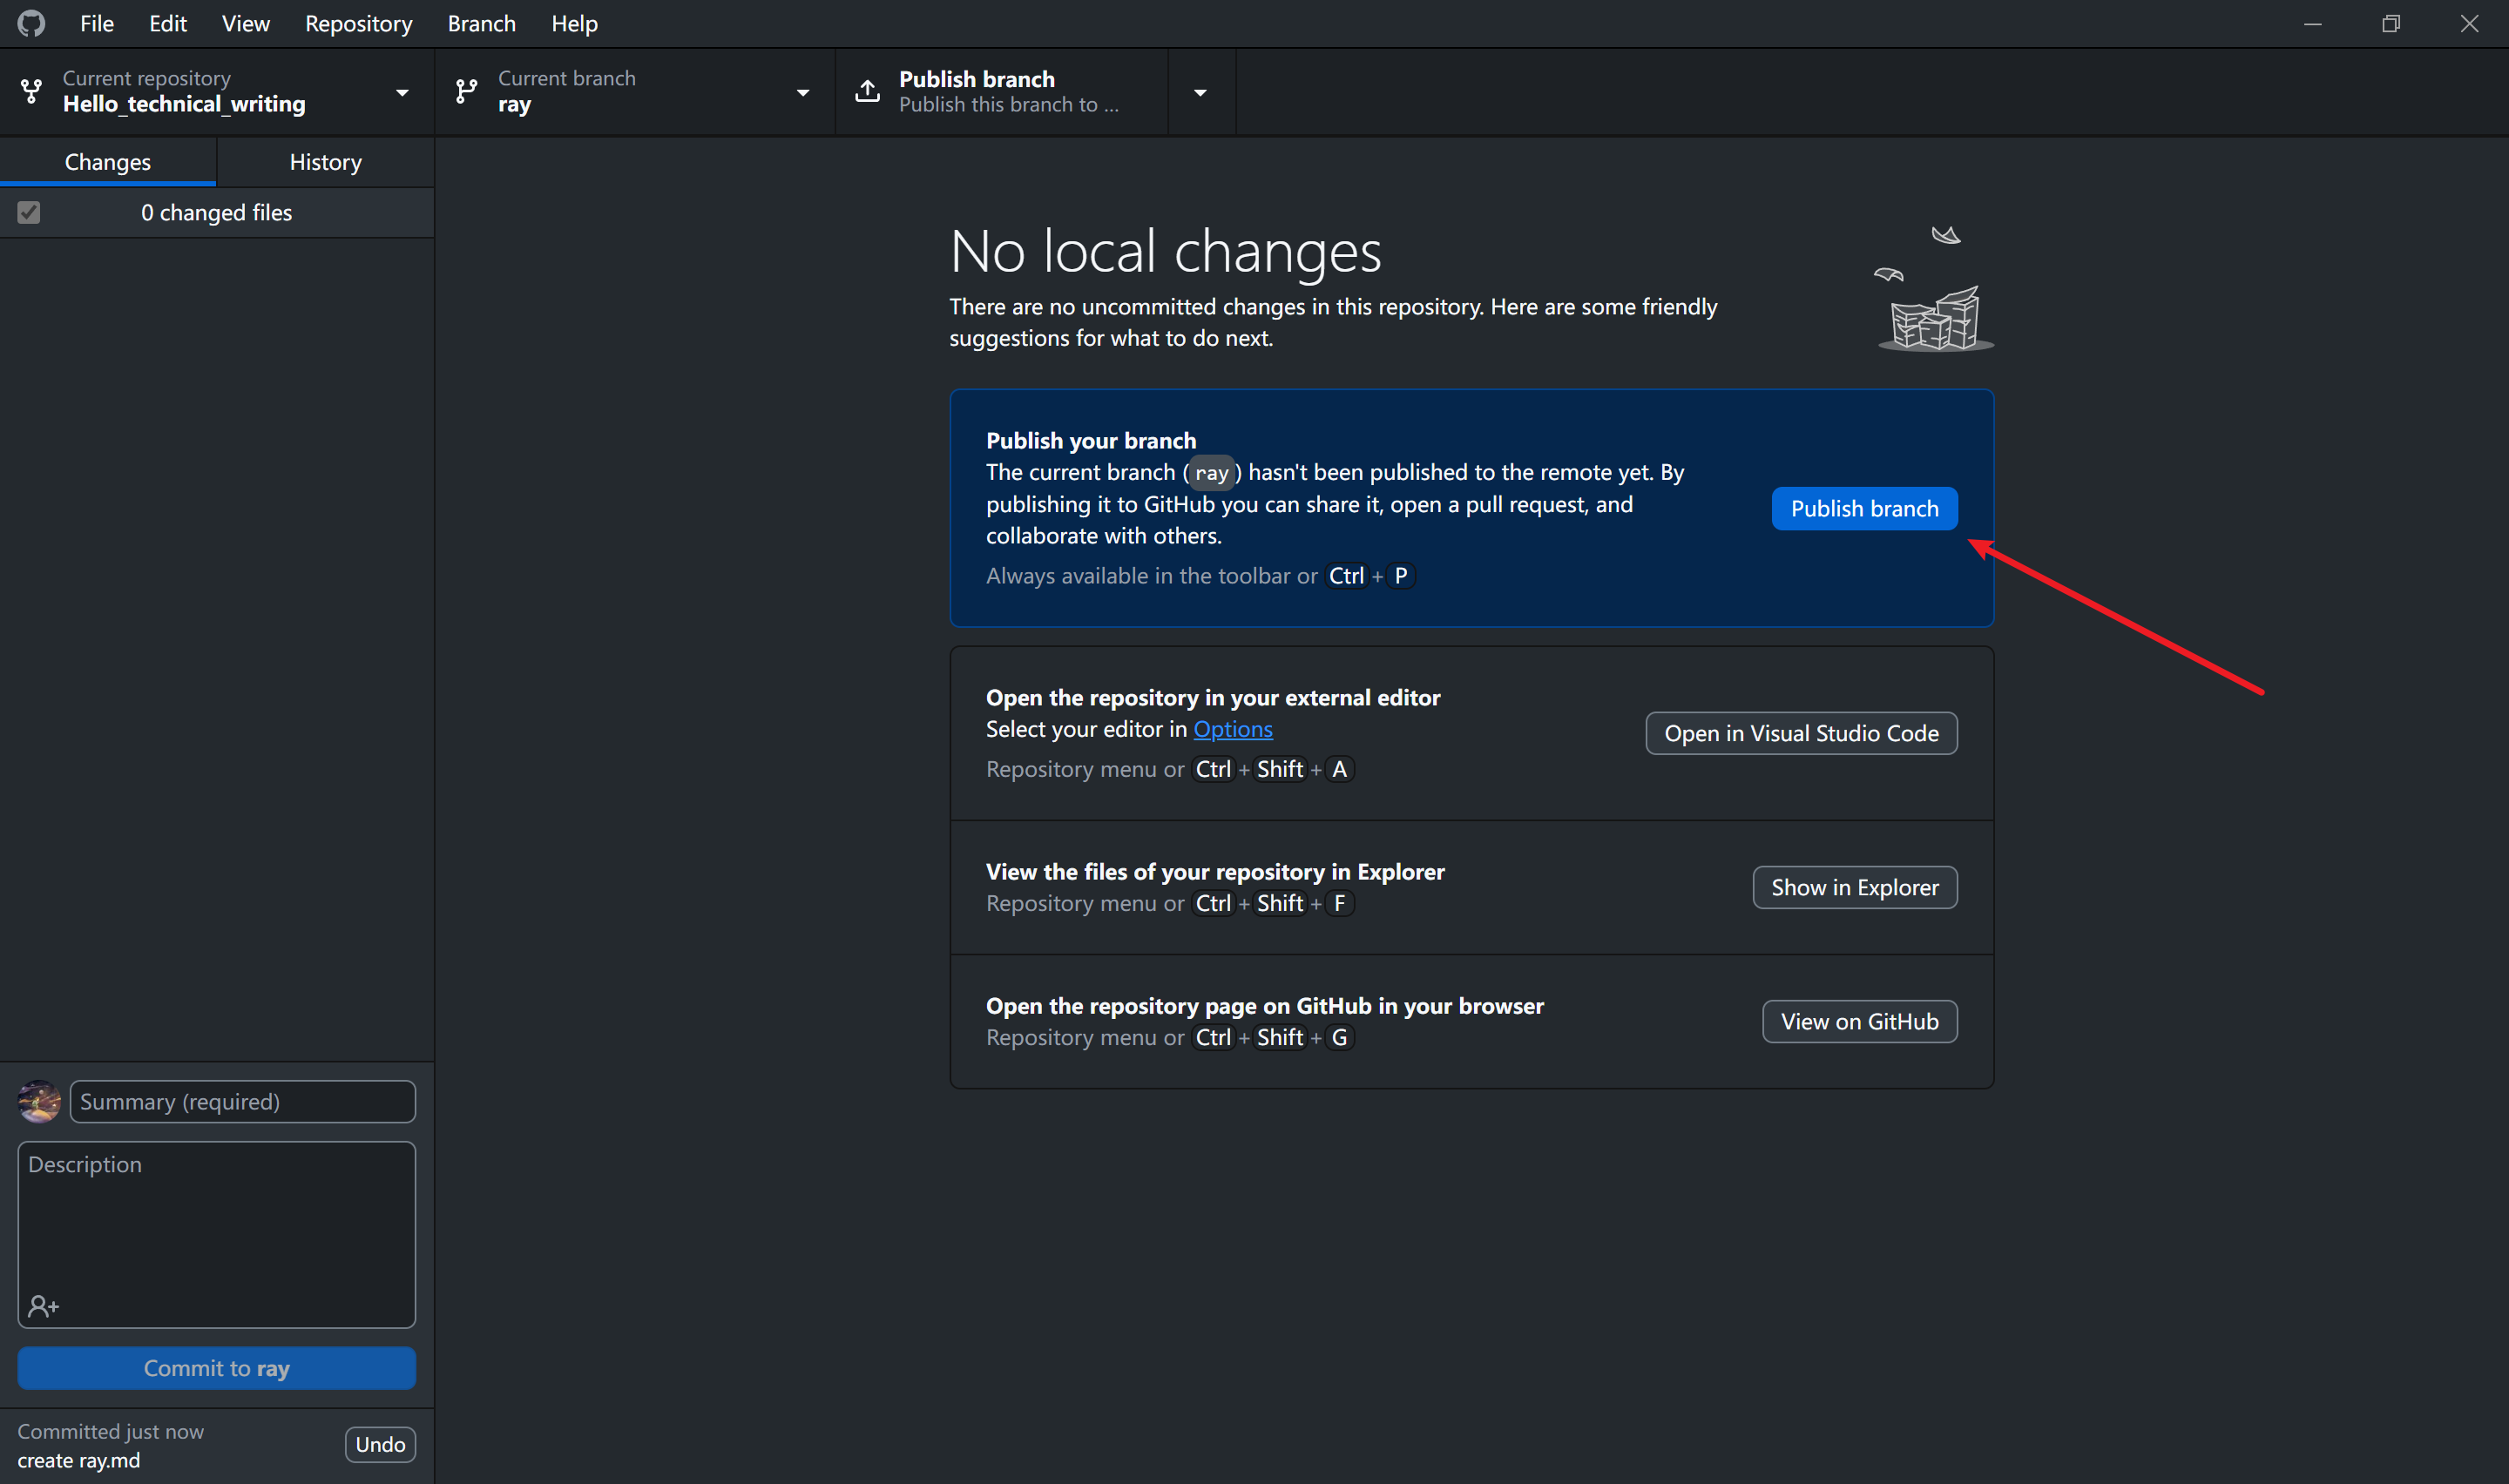 File Edit View Repository Branch Help
Current repository
Hello_technical_writing
Current branch
ray
Publish branch
Publish this branch to ...
Changes History
0 changed files
No local changes
There are no uncommitted changes in this repository. Here are some friendly
suggestions for what to do next.
Publish your branch
The current branch ( ray ) hasn't been published to the remote yet. By
publishing it to GitHub you can share it, open a pull request, and
collaborate with others.
Always available in the toolbar or Ctrl + P
Publish branch
Open the repository in your external editor
Select your editor in Options
Repository menu or Ctrl + Shift + A
Open in Visual Studio Code
View the files of your repository in Explorer
Repository menu or Ctrl + Shift + F
Show in Explorer
Open the repository page on GitHub in your browser
Repository menu or Ctrl + Shift + G
View on GitHub
Summary (required)
Description
Commit to ray
Committed just now
create ray.md
Undo